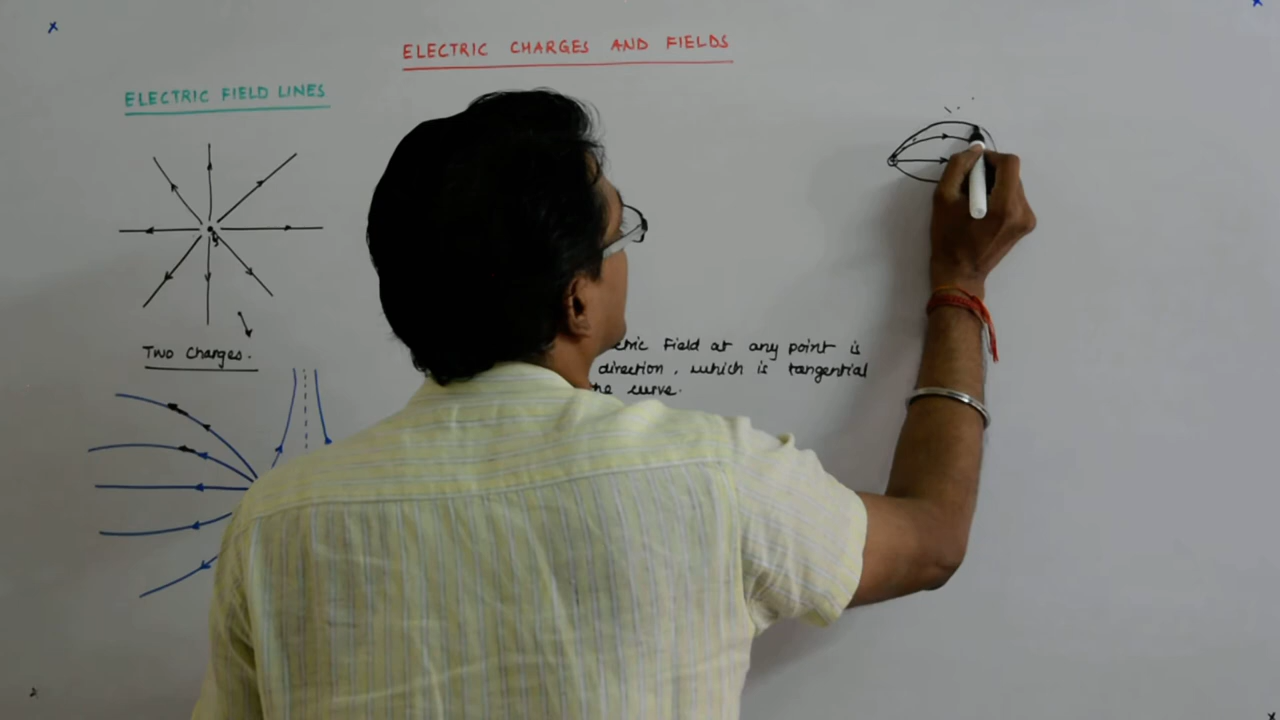 ELECTRIC CHARGES AND FIELDS
ELECTRIC FIELD LINES
Two Charges.
Field at any point is
direction, which is tangential
curve.